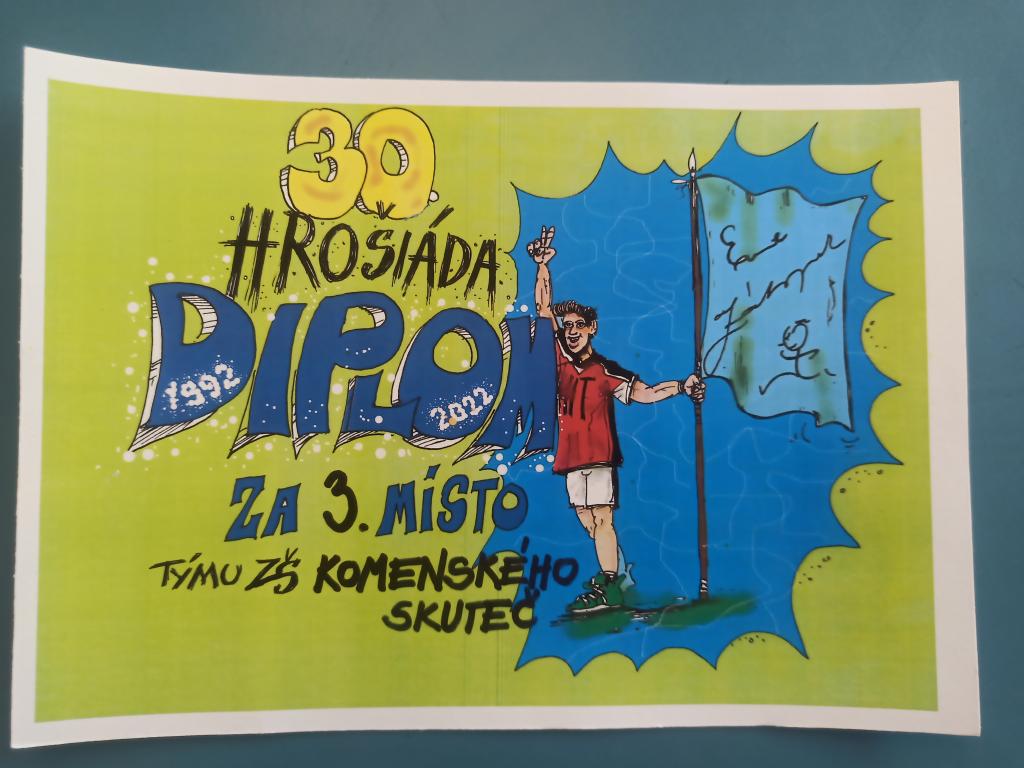 30.
HROŠIÁDA
DIPLOM
1992
2022
ZA 3. MÍSTO
TÝMU ZŠ KOMENSKÉHO
SKUTEČ